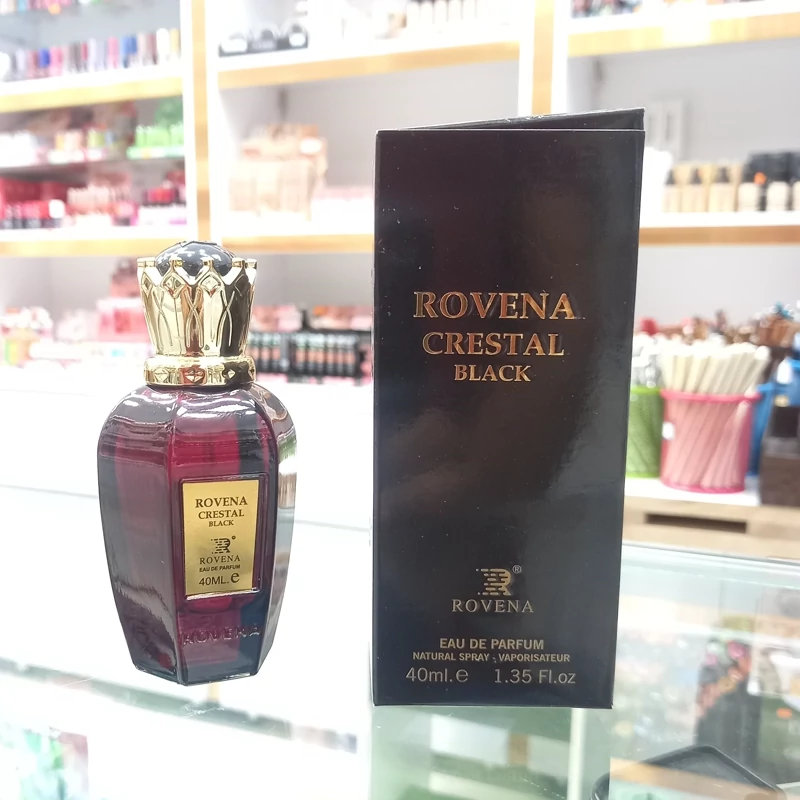 ROVENA
CRESTAL
BLACK
R®
ROVENA
EAU DE PARFUM
40ML. e
ROVENA
ROVENA
CRESTAL
BLACK
R®
ROVENA
EAU DE PARFUM
NATURAL SPRAY - VAPORISATEUR
40ml. e 1.35 Fl.oz